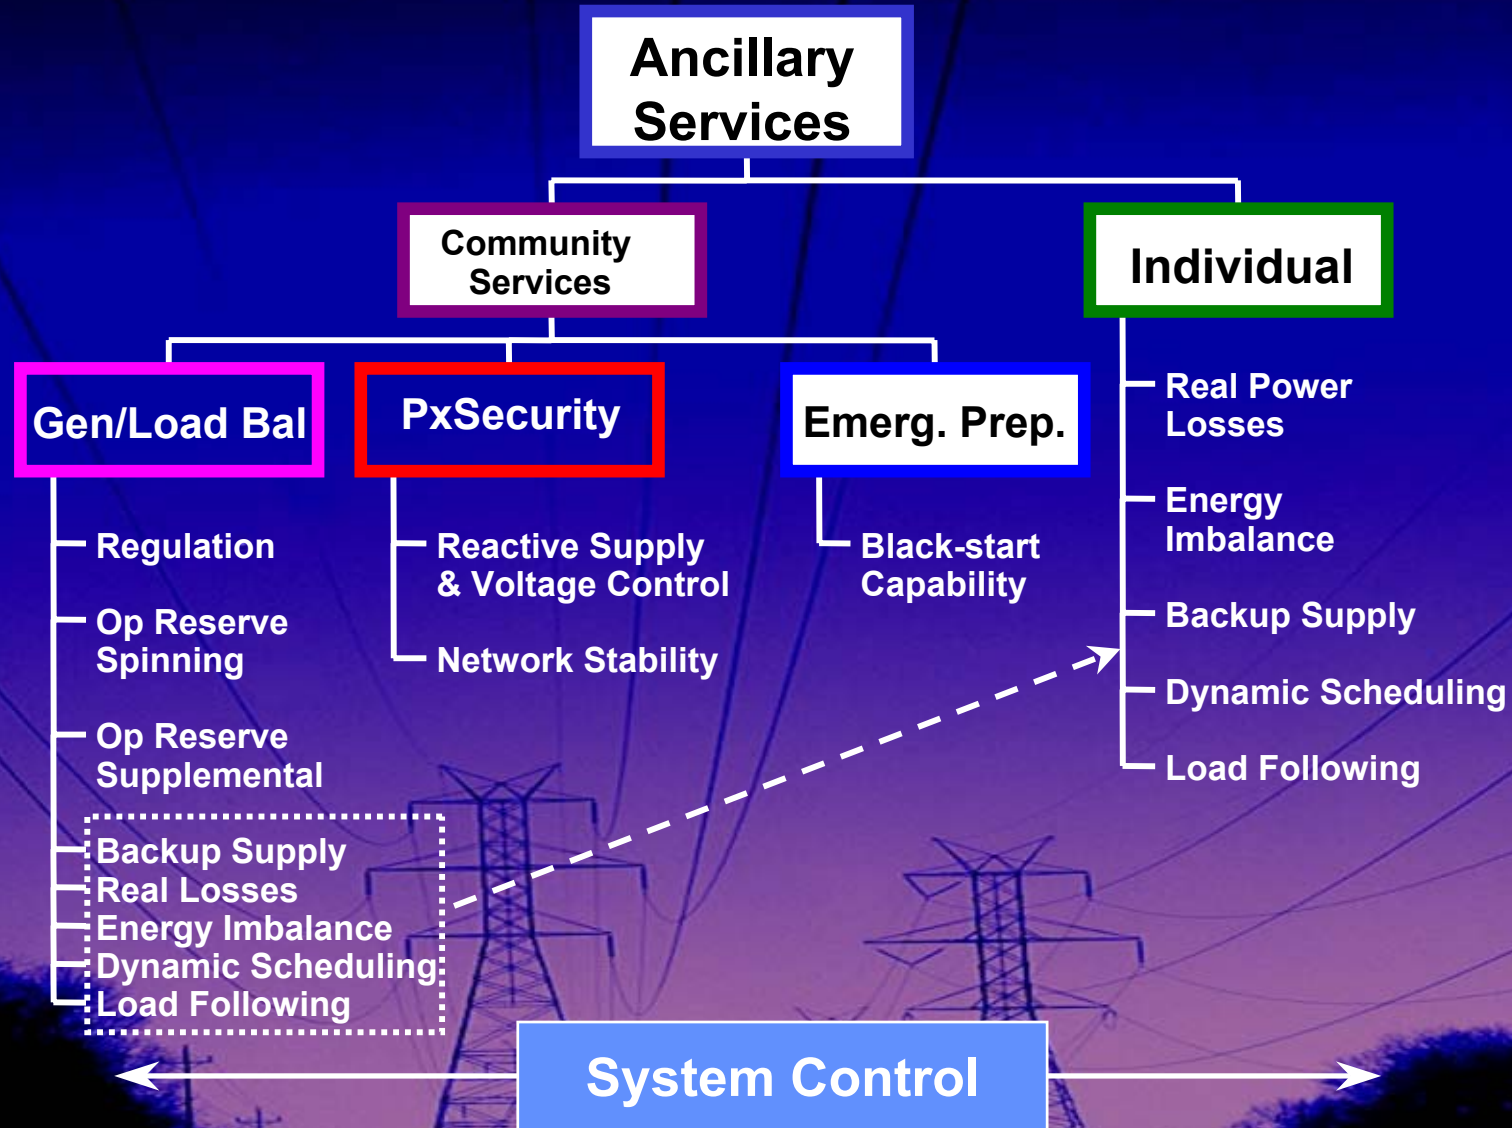 Ancillary
Services
Community
Services
Individual
Gen/Load Bal
PxSecurity
Emerg. Prep.
Regulation
Op Reserve
Spinning
Op Reserve
Supplemental
Backup Supply
Real Losses
Energy Imbalance
Dynamic Scheduling
Load Following
Reactive Supply
& Voltage Control
Network Stability
Black-start
Capability
Real Power
Losses
Energy
Imbalance
Backup Supply
Dynamic Scheduling
Load Following
System Control